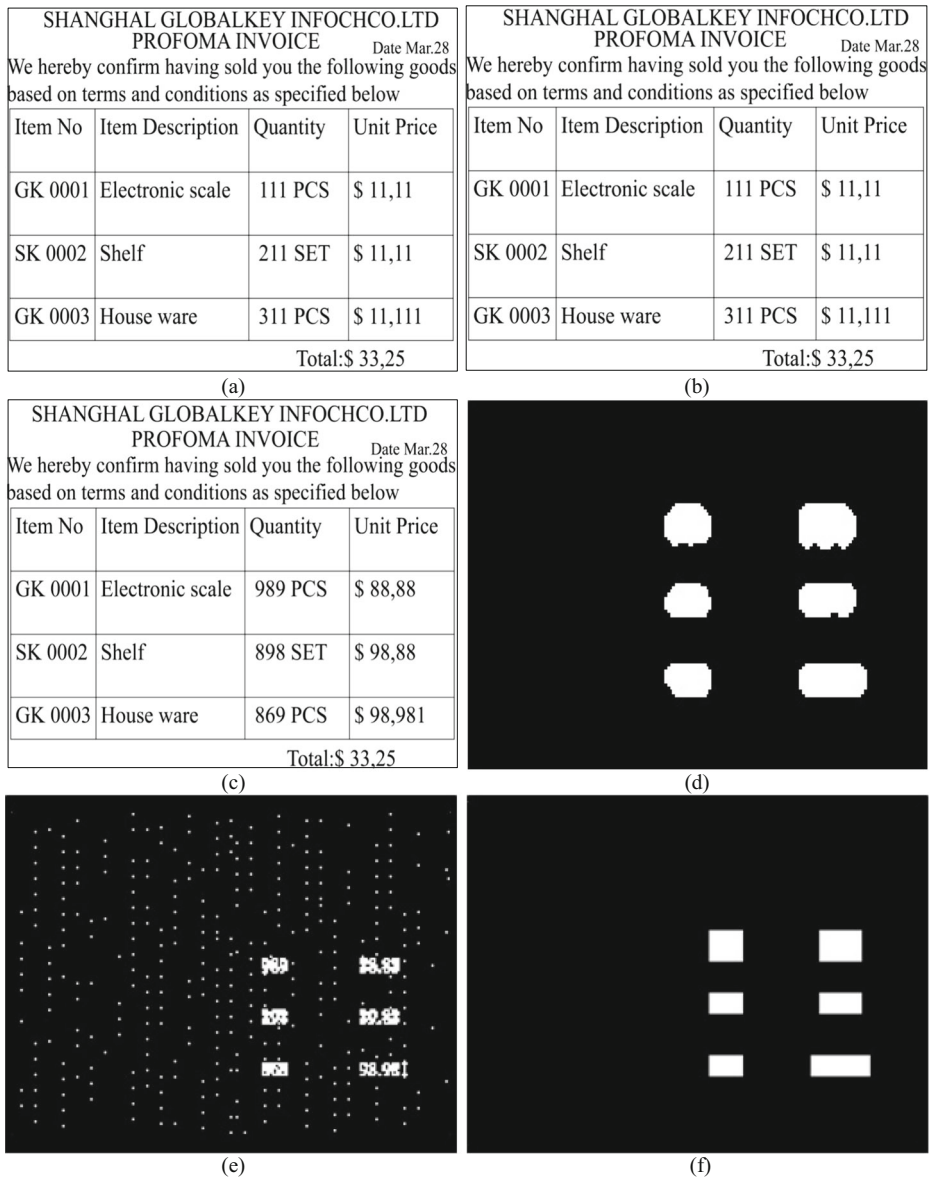 SHANGHAL GLOBALKEY INFOCHCO.LTD
PROFOMA INVOICE
Date Mar.28
We hereby confirm having sold you the following goods
based on terms and conditions as specified below
Item No Item Description Quantity Unit Price
GK 0001 Electronic scale 111 PCS $ 11,11
SK 0002 Shelf 211 SET $ 11,11
GK 0003 House ware 311 PCS $ 11,111
Total:$ 33,25
(a)
SHANGHAL GLOBALKEY INFOCHCO.LTD
PROFOMA INVOICE
Date Mar.28
We hereby confirm having sold you the following goods
based on terms and conditions as specified below
Item No Item Description Quantity Unit Price
GK 0001 Electronic scale 111 PCS $ 11,11
SK 0002 Shelf 211 SET $ 11,11
GK 0003 House ware 311 PCS $ 11,111
Total:$ 33,25
(b)
SHANGHAL GLOBALKEY INFOCHCO.LTD
PROFOMA INVOICE
Date Mar.28
We hereby confirm having sold you the following goods
based on terms and conditions as specified below
Item No Item Description Quantity Unit Price
GK 0001 Electronic scale 989 PCS $ 88,88
SK 0002 Shelf 898 SET $ 98,88
GK 0003 House ware 869 PCS $ 98,981
Total:$ 33,25
(c)
(d)
(e)
(f)